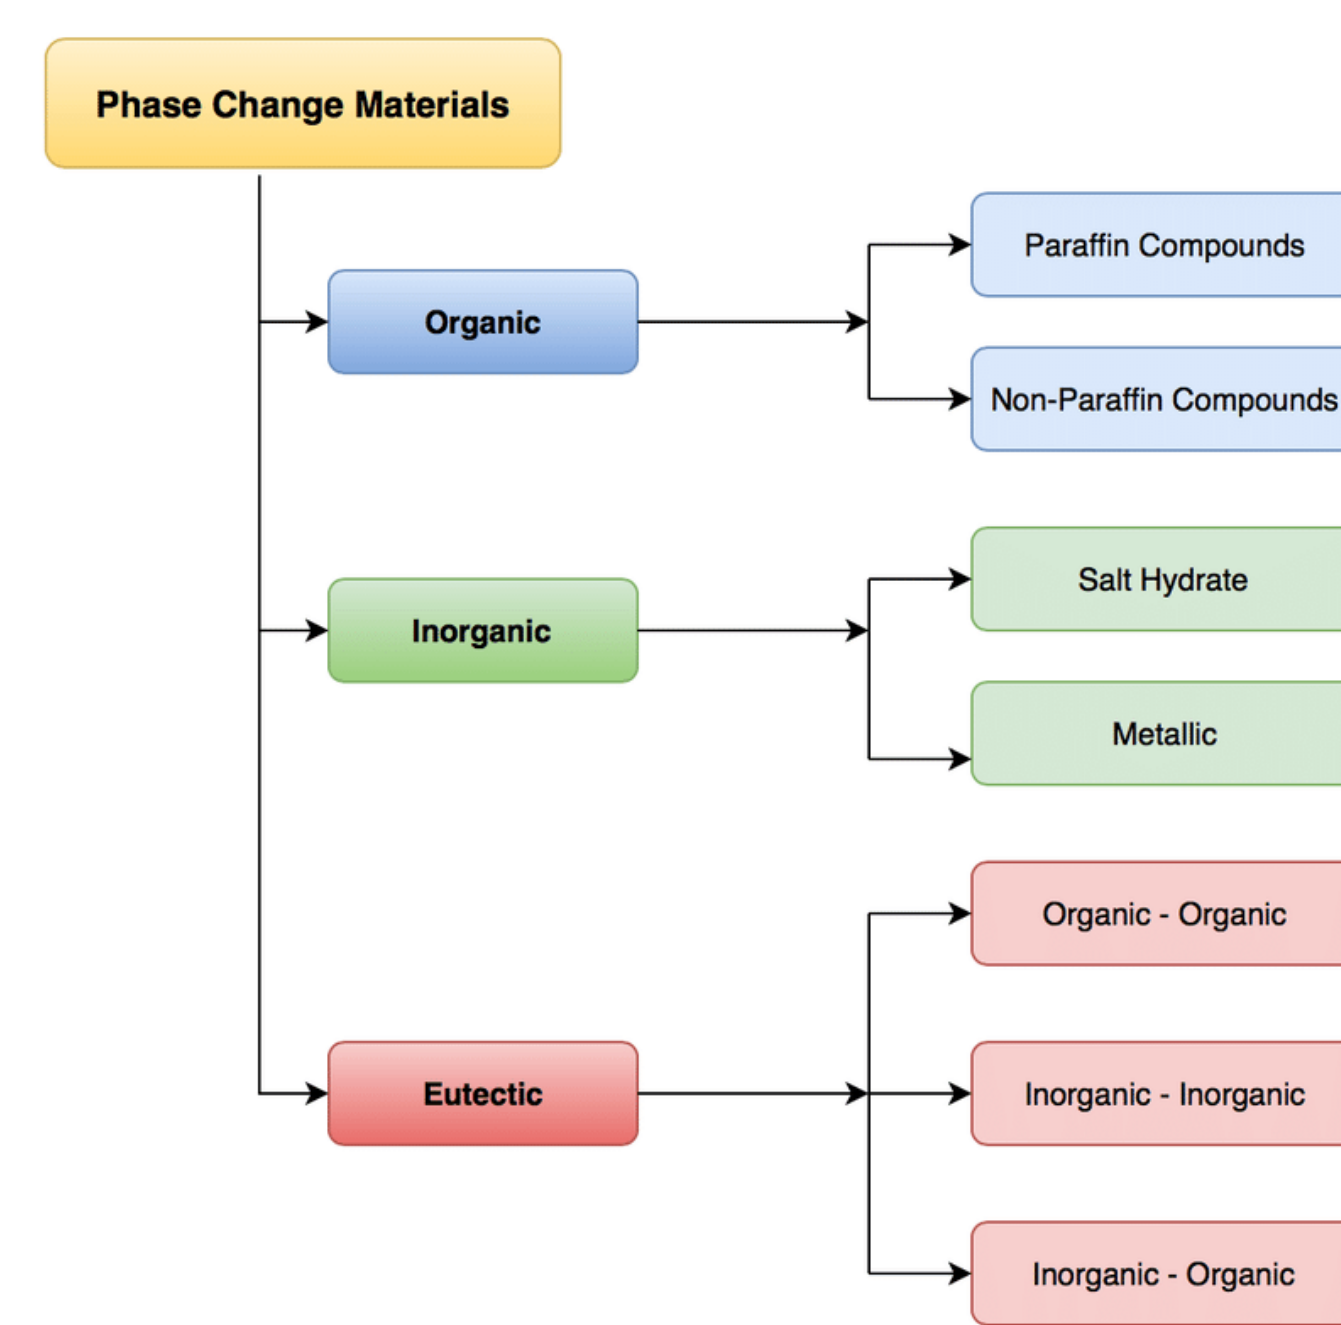 Phase Change Materials
Paraffin Compounds
Organic
Non-Paraffin Compounds
Salt Hydrate
Inorganic
Metallic
Organic - Organic
Eutectic
Inorganic - Inorganic
Inorganic - Organic